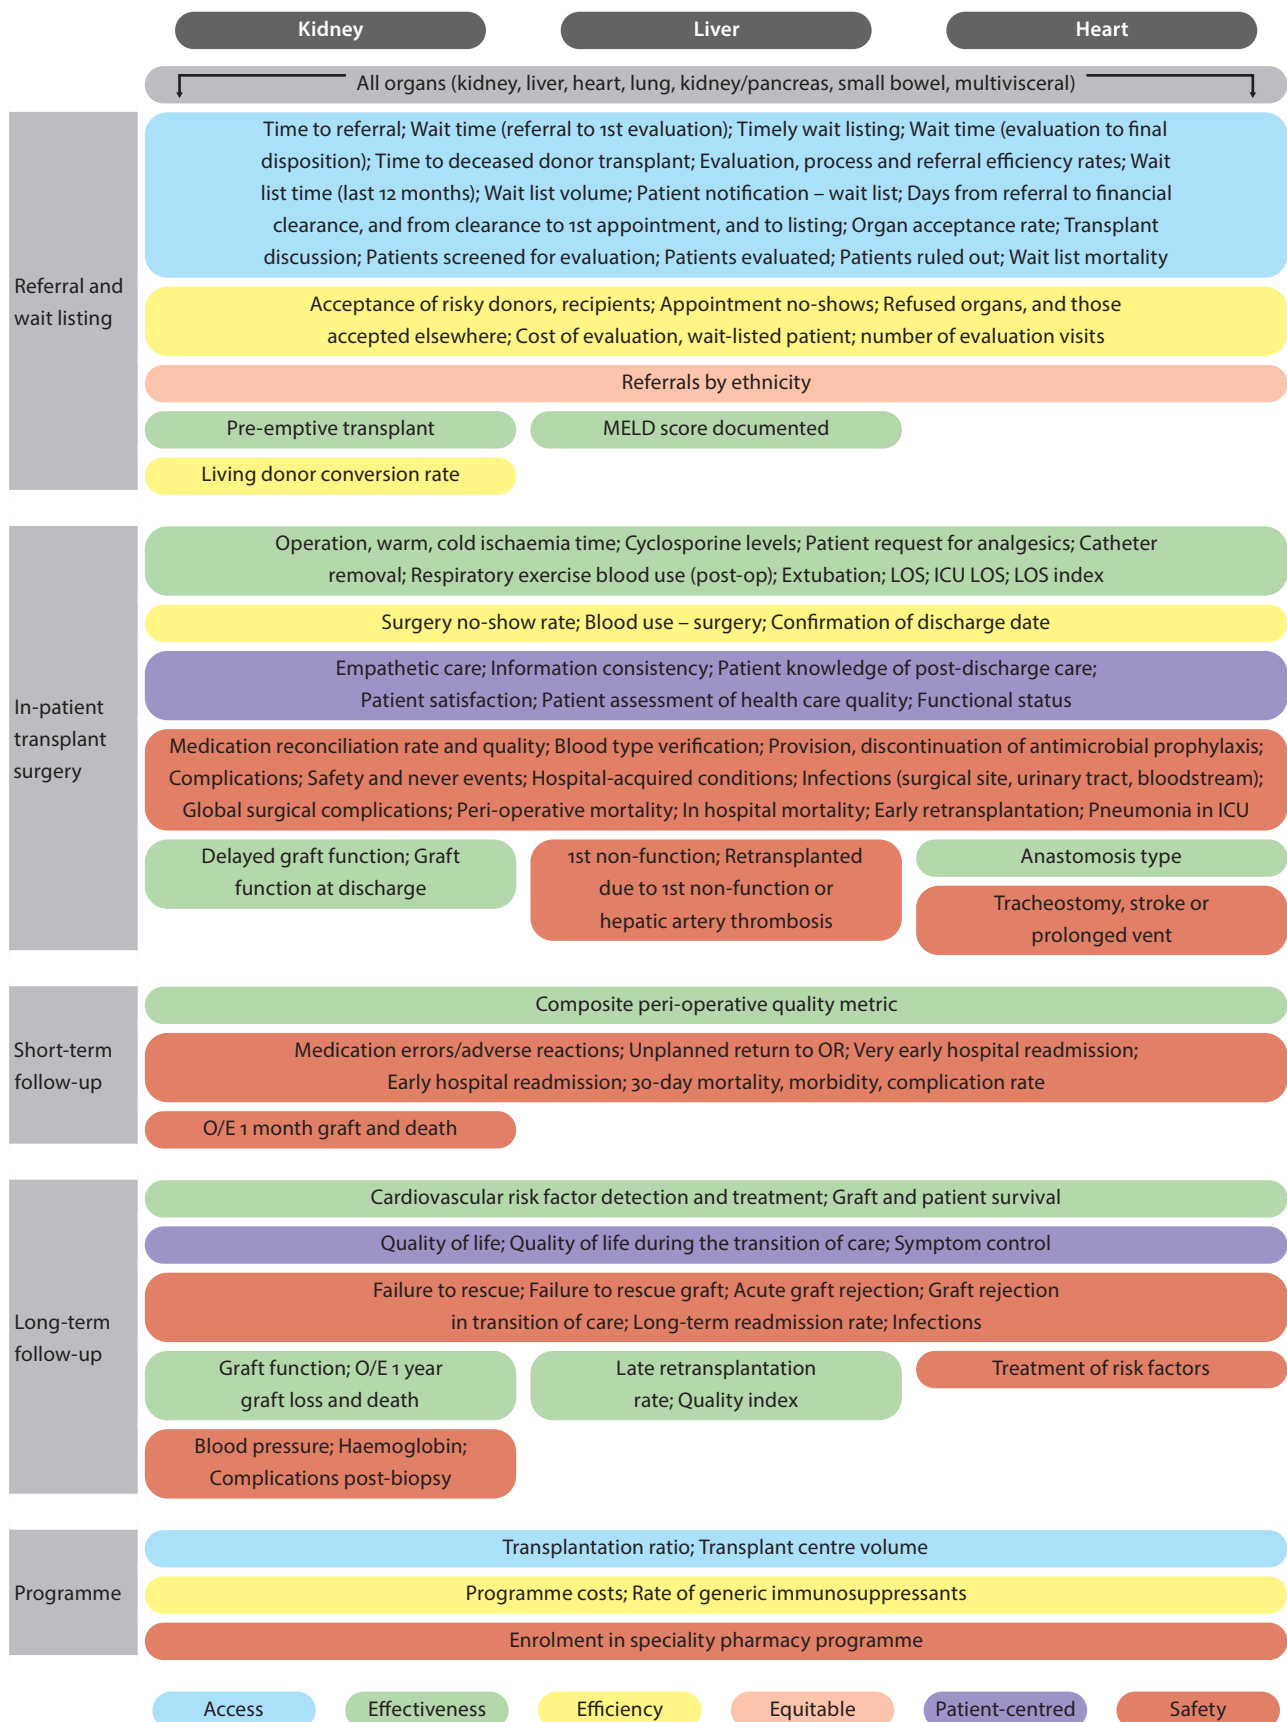 Kidney
Liver
Heart
All organs (kidney, liver, heart, lung, kidney/pancreas, small bowel, multivisceral)
Referral and
wait listing
Time to referral; Wait time (referral to 1st evaluation); Timely wait listing; Wait time (evaluation to final
disposition); Time to deceased donor transplant; Evaluation, process and referral efficiency rates; Wait
list time (last 12 months); Wait list volume; Patient notification – wait list; Days from referral to financial
clearance, and from clearance to 1st appointment, and to listing; Organ acceptance rate; Transplant
discussion; Patients screened for evaluation; Patients evaluated; Patients ruled out; Wait list mortality
Acceptance of risky donors, recipients; Appointment no-shows; Refused organs, and those
accepted elsewhere; Cost of evaluation, wait-listed patient; number of evaluation visits
Referrals by ethnicity
Pre-emptive transplant
MELD score documented
Living donor conversion rate
In-patient
transplant
surgery
Operation, warm, cold ischaemia time; Cyclosporine levels; Patient request for analgesics; Catheter
removal; Respiratory exercise blood use (post-op); Extubation; LOS; ICU LOS; LOS index
Surgery no-show rate; Blood use – surgery; Confirmation of discharge date
Empathetic care; Information consistency; Patient knowledge of post-discharge care;
Patient satisfaction; Patient assessment of health care quality; Functional status
Medication reconciliation rate and quality; Blood type verification; Provision, discontinuation of antimicrobial prophylaxis;
Complications; Safety and never events; Hospital-acquired conditions; Infections (surgical site, urinary tract, bloodstream);
Global surgical complications; Peri-operative mortality; In hospital mortality; Early retransplantation; Pneumonia in ICU
Delayed graft function; Graft
function at discharge
1st non-function; Retransplanted
due to 1st non-function or
hepatic artery thrombosis
Anastomosis type
Tracheostomy, stroke or
prolonged vent
Short-term
follow-up
Composite peri-operative quality metric
Medication errors/adverse reactions; Unplanned return to OR; Very early hospital readmission;
Early hospital readmission; 30-day mortality, morbidity, complication rate
O/E 1 month graft and death
Long-term
follow-up
Cardiovascular risk factor detection and treatment; Graft and patient survival
Quality of life; Quality of life during the transition of care; Symptom control
Failure to rescue; Failure to rescue graft; Acute graft rejection; Graft rejection
in transition of care; Long-term readmission rate; Infections
Graft function; O/E 1 year
graft loss and death
Late retransplantation
rate; Quality index
Treatment of risk factors
Blood pressure; Haemoglobin;
Complications post-biopsy
Programme
Transplantation ratio; Transplant centre volume
Programme costs; Rate of generic immunosuppressants
Enrolment in speciality pharmacy programme
Access
Effectiveness
Efficiency
Equitable
Patient-centred
Safety